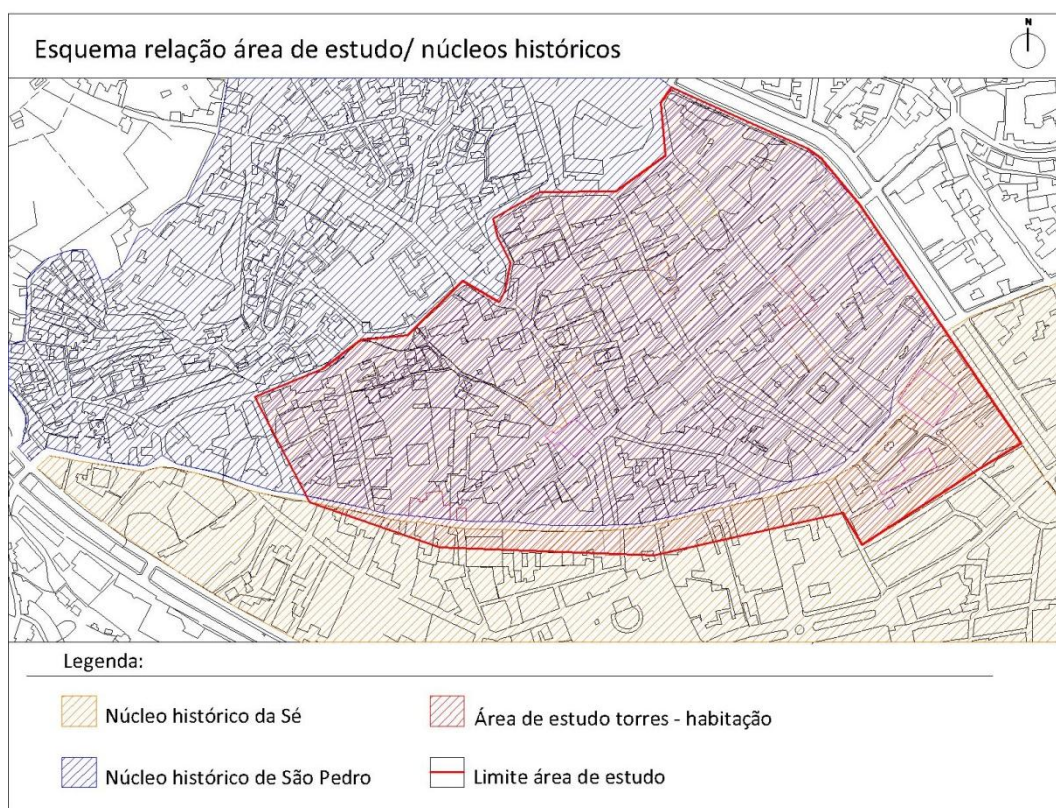 Esquema relação área de estudo/ núcleos históricos
N
Legenda:
Núcleo histórico da Sé
Área de estudo torres - habitação
Núcleo histórico de São Pedro
Limite área de estudo